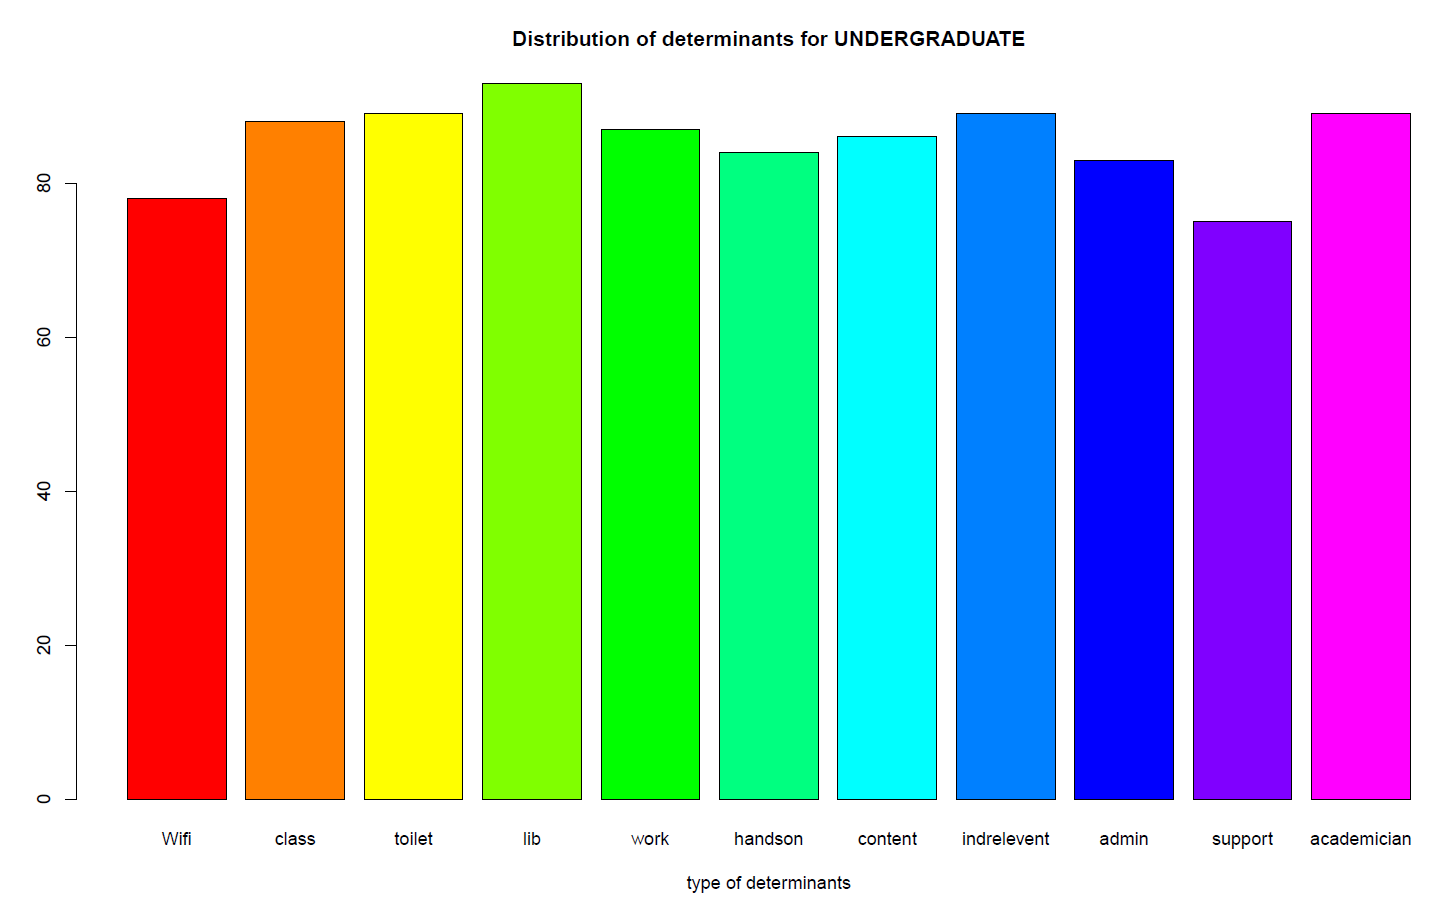 Distribution of determinants for UNDERGRADUATE
80
60
40
20
0
Wifi class toilet lib work handson content indrelevent admin support academician
type of determinants